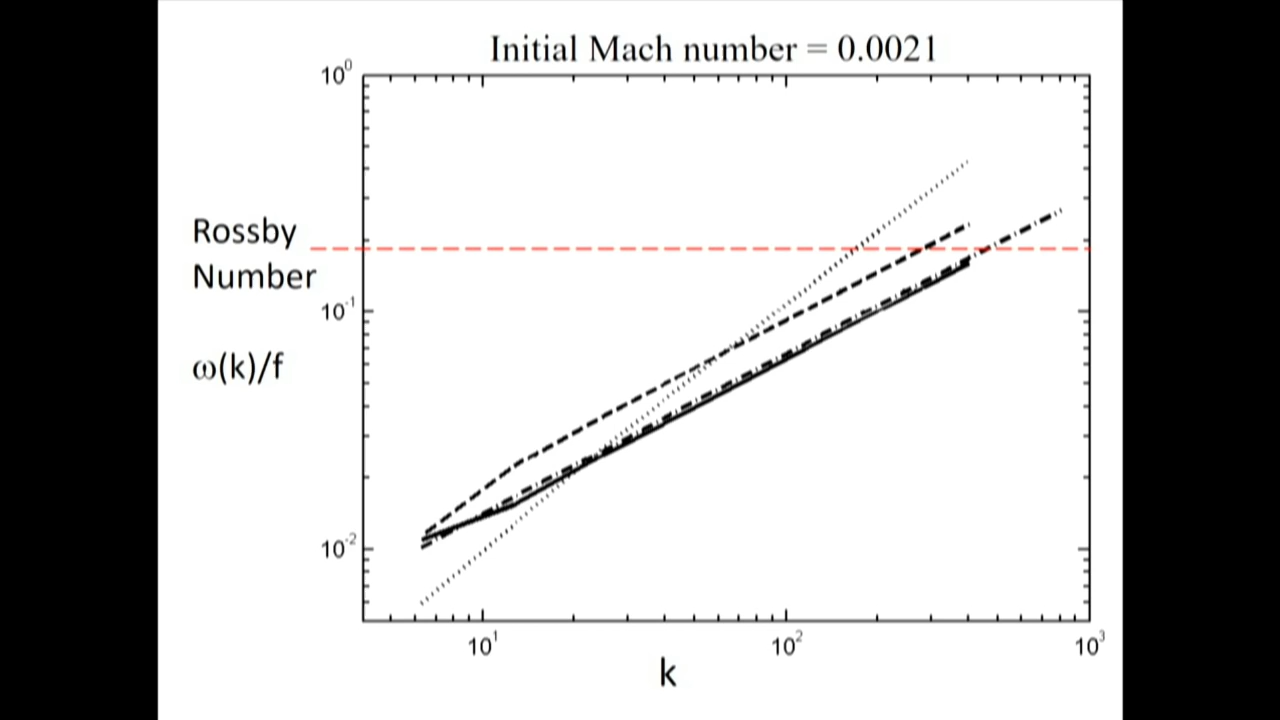 Initial Mach number = 0.0021
10⁰
Rossby
Number
10⁻¹
ω(k)/f
10⁻²
10¹
10²
10³
k